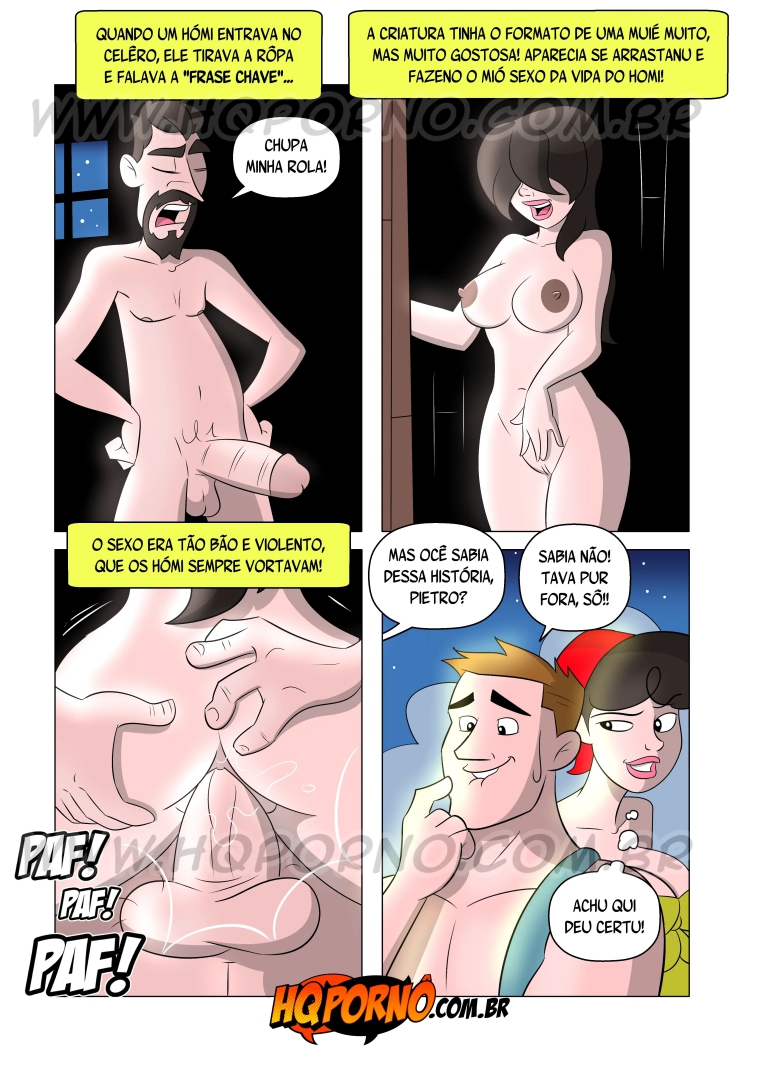 QUANDO UM HÓMI ENTRAVA NO
CELÊRO, ELE TIRAVA A RÔPA
E FALAVA A "FRASE CHAVE"...
A CRIATURA TINHA O FORMATO DE UMA MUIÉ MUITO,
MAS MUITO GOSTOSA! APARECIA SE ARRASTANU E
FAZENO O MIÓ SEXO DA VIDA DO HOMI!
WWW.HQPORNO.COM.BR
CHUPA
MINHA ROLA!
O SEXO ERA TÃO BÃO E VIOLENTO,
QUE OS HÓMI SEMPRE VORTAVAM!
MAS OCÊ SABIA
DESSA HISTÓRIA,
PIETRO?
SABIA NÃO!
TAVA PUR
FORA, SÔ!!
PAF!
PAF!
PAF!
WWW.HQPORNO.COM.BR
ACHU QUI
DEU CERTU!
HQPORNÔ.COM.BR